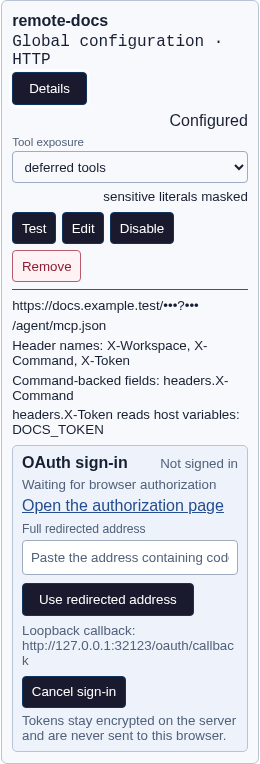 remote-docs
Global configuration ·
HTTP
Details
Configured
Tool exposure
deferred tools
sensitive literals masked
Test Edit Disable
Remove
https://docs.example.test/•••?•••
/agent/mcp.json
Header names: X-Workspace, X-
Command, X-Token
Command-backed fields: headers.X-
Command
headers.X-Token reads host variables:
DOCS_TOKEN
OAuth sign-in Not signed in
Waiting for browser authorization
Open the authorization page
Full redirected address
Paste the address containing cod
Use redirected address
Loopback callback:
http://127.0.0.1:32123/oauth/callbac
k
Cancel sign-in
Tokens stay encrypted on the server
and are never sent to this browser.